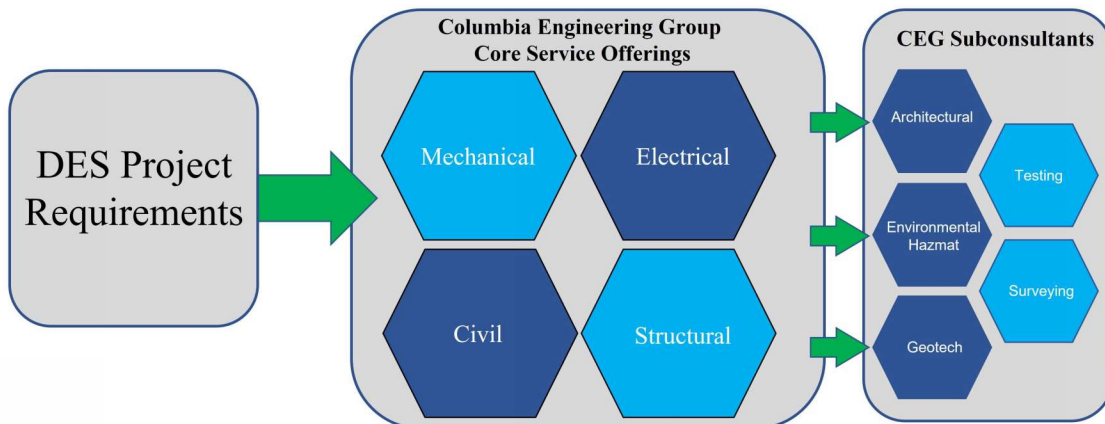 DES Project
Requirements
Columbia Engineering Group
Core Service Offerings
Mechanical
Electrical
Civil
Structural
CEG Subconsultants
Architectural
Testing
Environmental
Hazmat
Surveying
Geotech